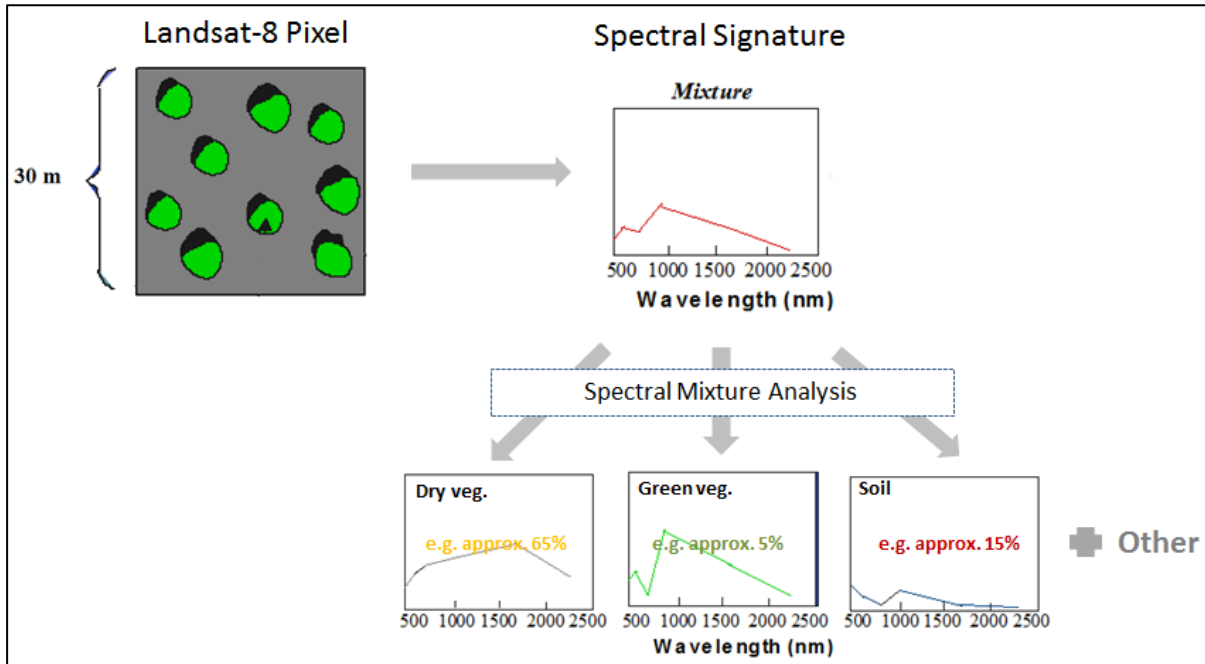 Landsat-8 Pixel
Spectral Signature
30 m
Mixture
500 1000 1500 2000 2500
Wavelength (nm)
Spectral Mixture Analysis
Dry veg.
e.g. approx. 65%
500 1000 1500 2000 2500
Green veg.
e.g. approx. 5%
500 1000 1500 2000 2500
Soil
e.g. approx. 15%
500 1000 1500 2000 2500
Other
Wavelength (nm)